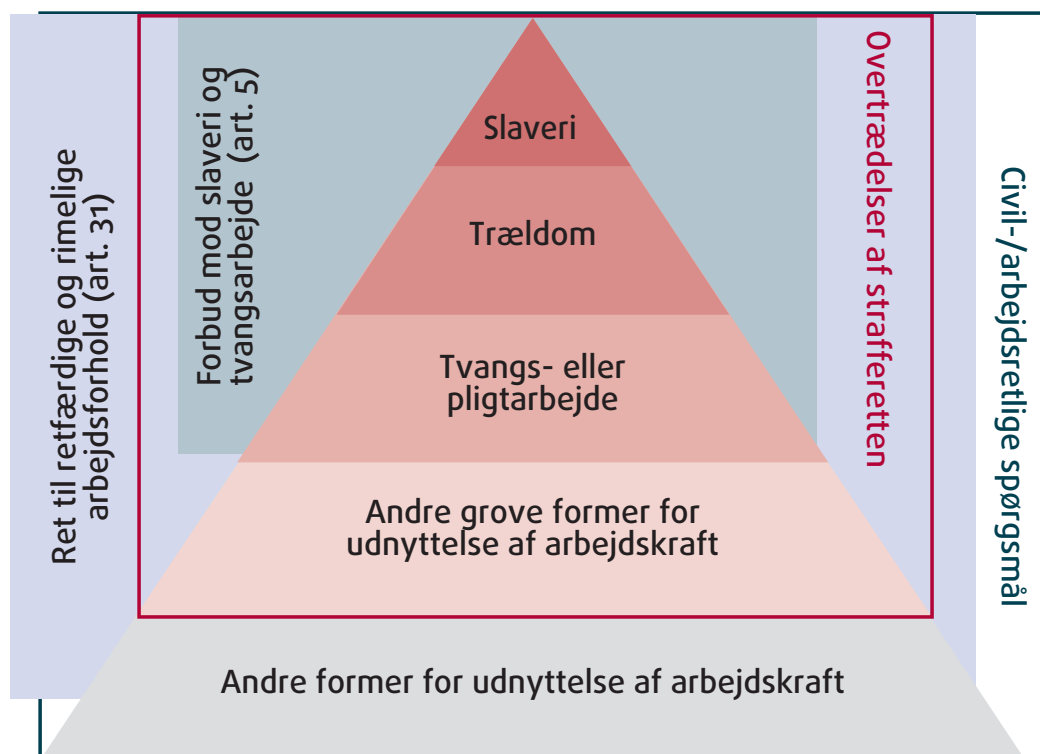 Ret til retfærdige og rimelige
arbejdsforhold (art. 31)
Forbud mod slaveri og
tvangsarbejde (art. 5)
Slaveri
Trældom
Tvangs- eller
pligtarbejde
Andre grove former for
udnyttelse af arbejdskraft
Andre former for udnyttelse af arbejdskraft
Overtrædelser af strafferetten
Civil-/arbejdsretlige spørgsmål